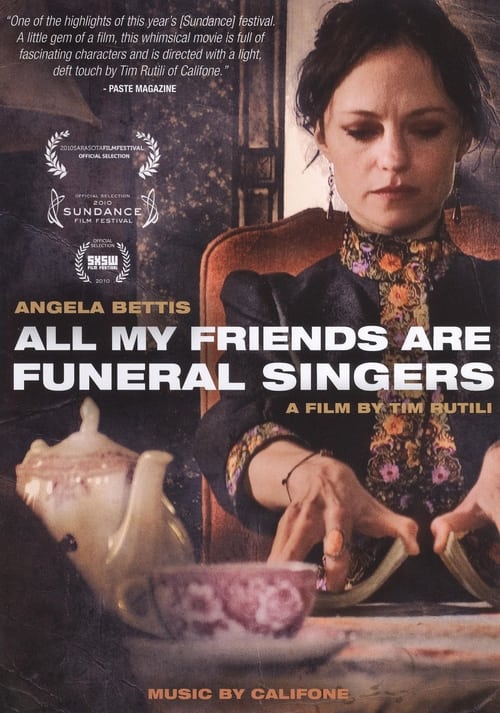 “One of the highlights of this year’s [Sundance] festival.
A little gem of a film, this whimsical movie is full of
fascinating characters and is directed with a light,
deft touch by Tim Rutili of Califone.”
- PASTE MAGAZINE
2010SARASOTAFILMFESTIVAL
OFFICIAL SELECTION
OFFICIAL SELECTION
2010
SUNDANCE
FILM FESTIVAL
OFFICIAL
SELECTION
SXSW
FILM FESTIVAL
2010
ANGELA BETTIS
ALL MY FRIENDS ARE
FUNERAL SINGERS
A FILM BY TIM RUTILI
MUSIC BY CALIFONE